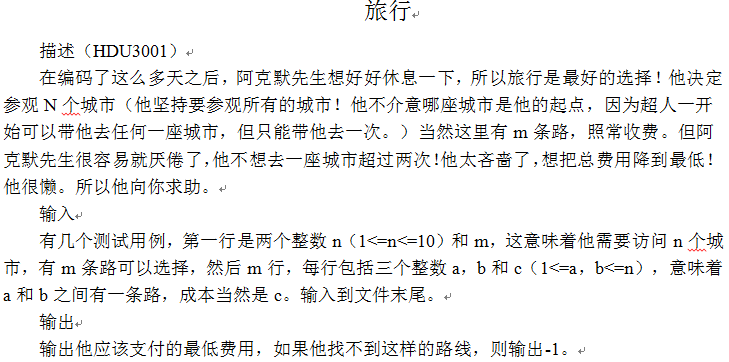 旅行
描述（HDU3001）
在编码了这么多天之后，阿克默先生想好好休息一下，所以旅行是最好的选择！他决定
参观 N 个城市（他坚持要参观所有的城市！他不介意哪座城市是他的起点，因为超人一开
始可以带他去任何一座城市，但只能带他去一次。）当然这里有 m 条路，照常收费。但阿
克默先生很容易就厌倦了，他不想去一座城市超过两次！他太吝啬了，想把总费用降到最低！
他很懒。所以他向你求助。
输入
有几个测试用例，第一行是两个整数 n（1<=n<=10）和 m，这意味着他需要访问 n 个城
市，有 m 条路可以选择，然后 m 行，每行包括三个整数 a，b 和 c（1<=a，b<=n），意味着
a 和 b 之间有一条路，成本当然是 c。输入到文件末尾。
输出
输出他应该支付的最低费用，如果他找不到这样的路线，则输出-1。